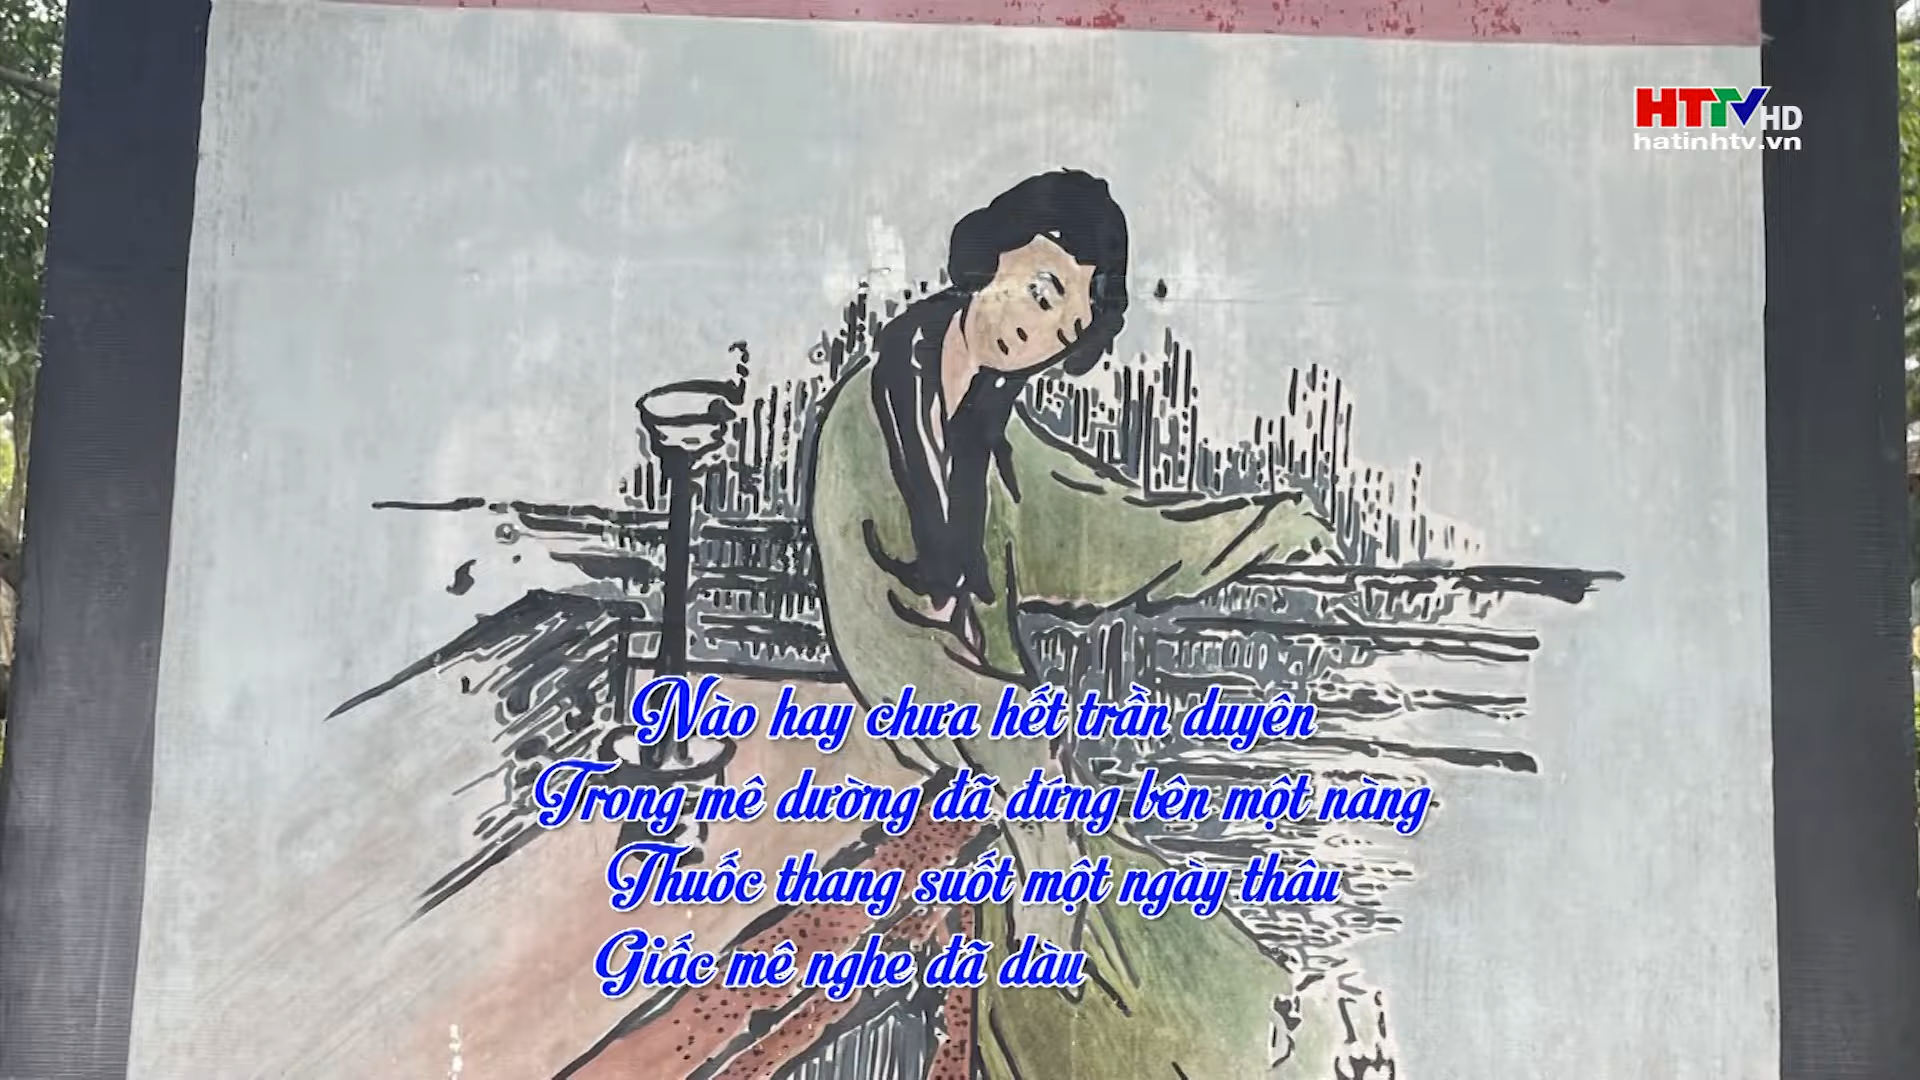 HTTV HD
hatinhtv.vn
Nào hay chưa hết trần duyên
Trong mê dường đã đứng bên một nàng
Thuốc thang suốt một ngày thâu
Giấc mê nghe đã dàu